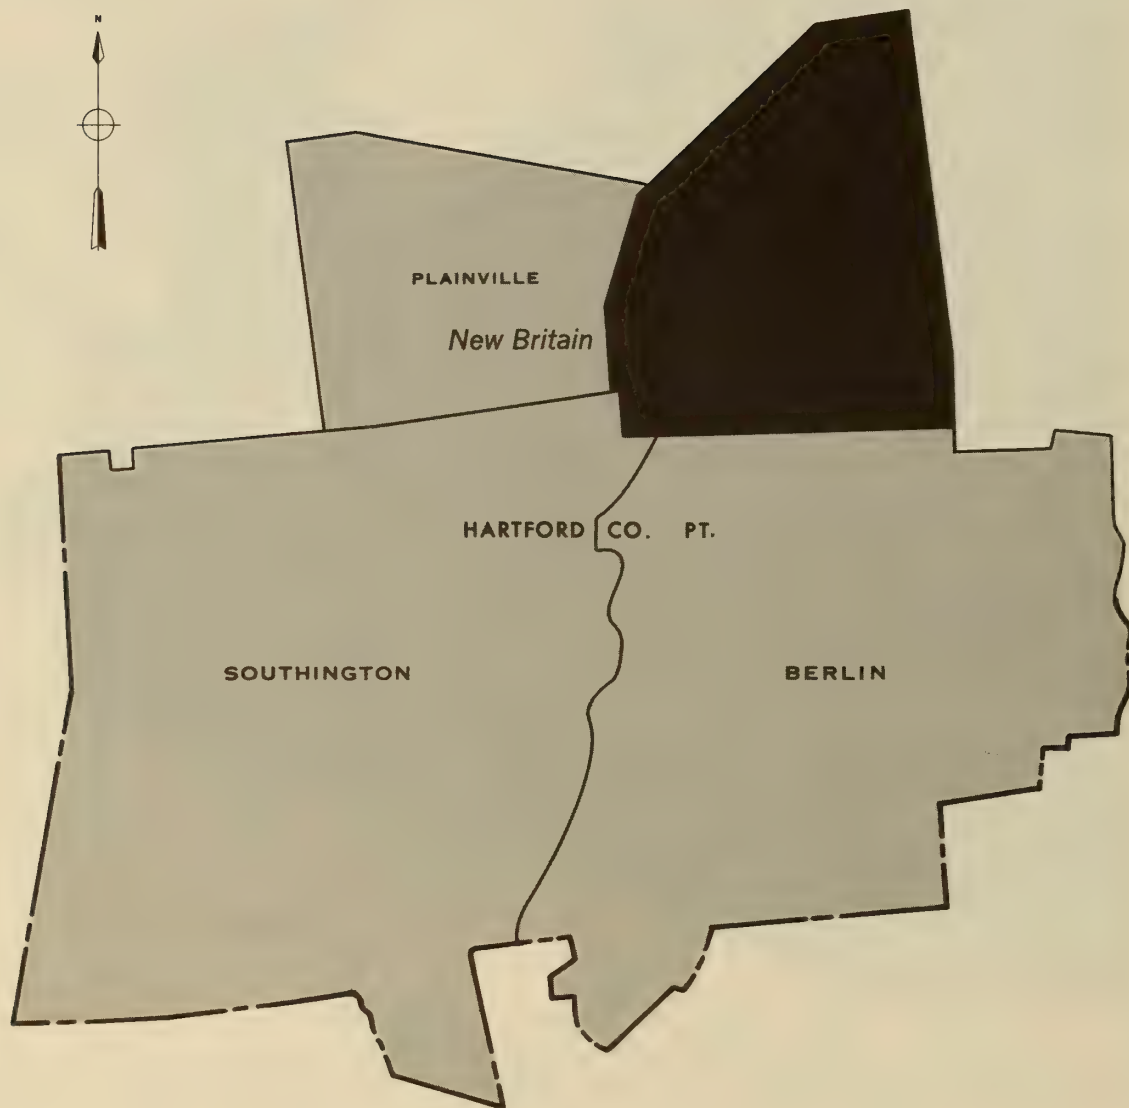 N
PLAINVILLE
New Britain
HARTFORD CO. PT.
SOUTHINGTON
BERLIN